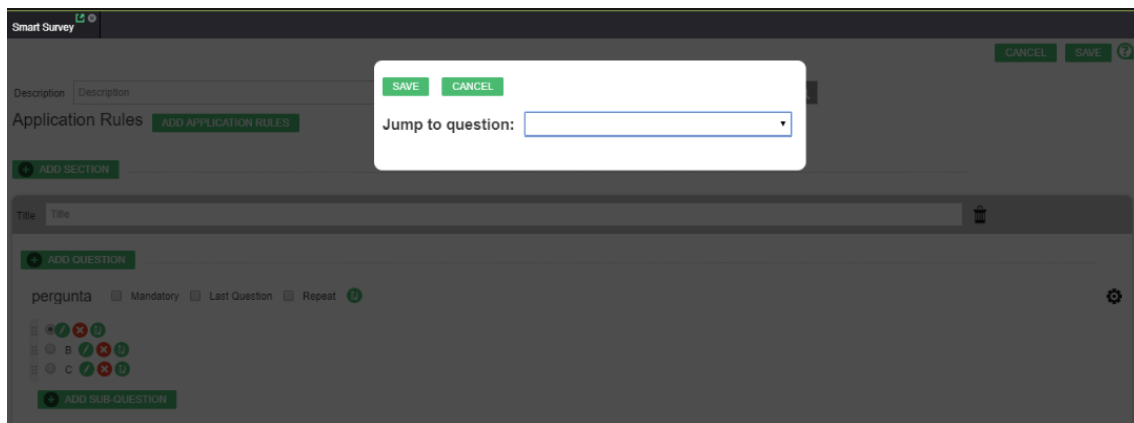 Smart Survey
CANCEL SAVE ?
SAVE CANCEL
Description Description
Jump to question:
Application Rules ADD APPLICATION RULES
ADD SECTION
Title Title
ADD QUESTION
pergunta Mandatory Last Question Repeat
B
C
ADD SUB-QUESTION